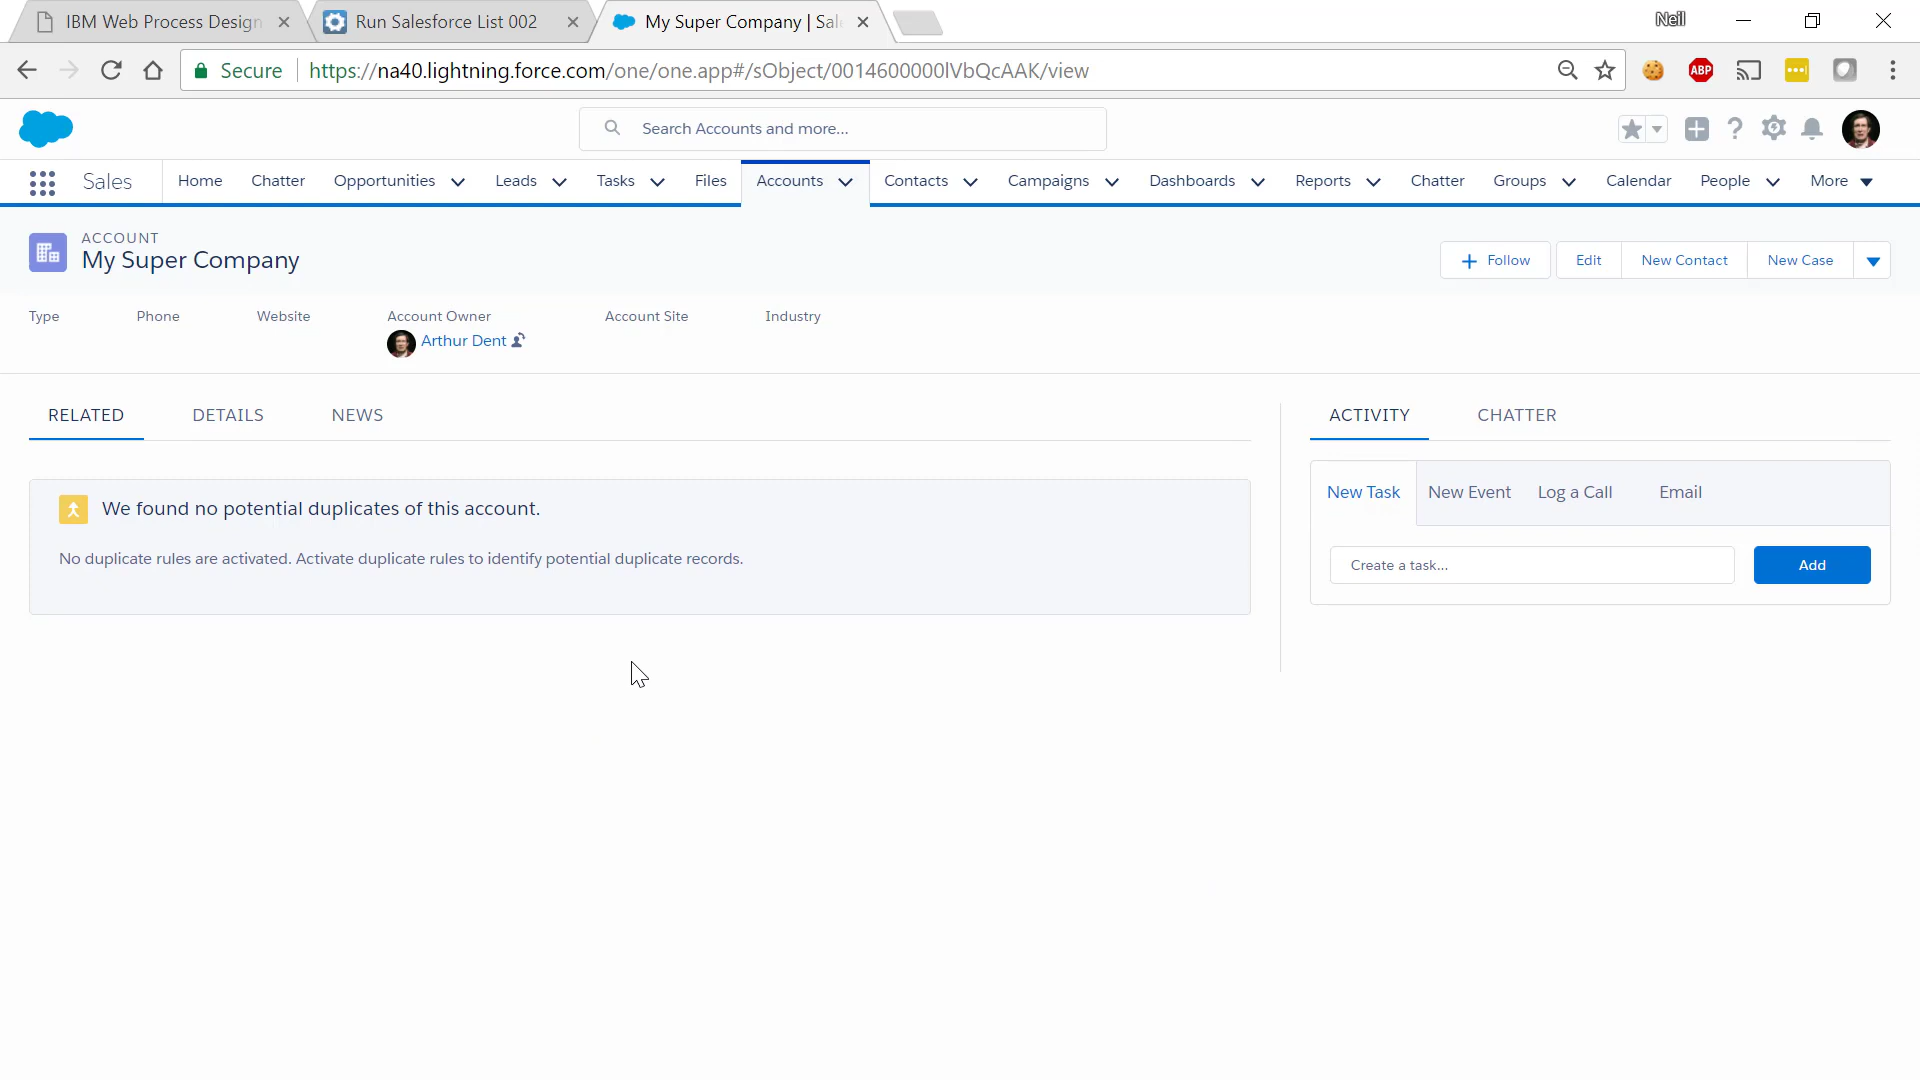 IBM Web Process Design
Run Salesforce List 002
My Super Company | Sal
Neil
Secure
https://na40.lightning.force.com/one/one.app#/sObject/0014600000lVbQcAAK/view
ABP
Search Accounts and more...
Sales
Home
Chatter
Opportunities
Leads
Tasks
Files
Accounts
Contacts
Campaigns
Dashboards
Reports
Chatter
Groups
Calendar
People
More
ACCOUNT
My Super Company
Follow
Edit
New Contact
New Case
Type
Phone
Website
Account Owner
Account Site
Industry
Arthur Dent
RELATED
DETAILS
NEWS
ACTIVITY
CHATTER
We found no potential duplicates of this account.
No duplicate rules are activated. Activate duplicate rules to identify potential duplicate records.
New Task
New Event
Log a Call
Email
Create a task...
Add